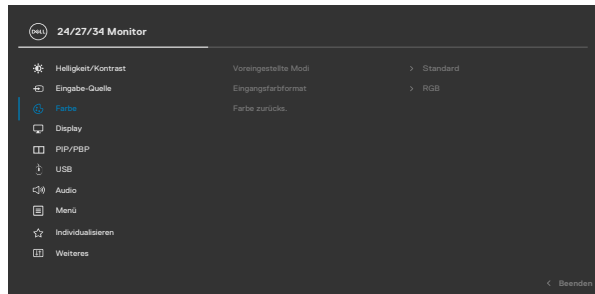 DELL 24/27/34 Monitor
Helligkeit/Kontrast Voreingestellte Modi > Standard
Eingabe-Quelle Eingangsfarbformat > RGB
Farbe Farbe zurücks.
Display
PIP/PBP
USB
Audio
Menü
Individualisieren
Weiteres
< Beenden